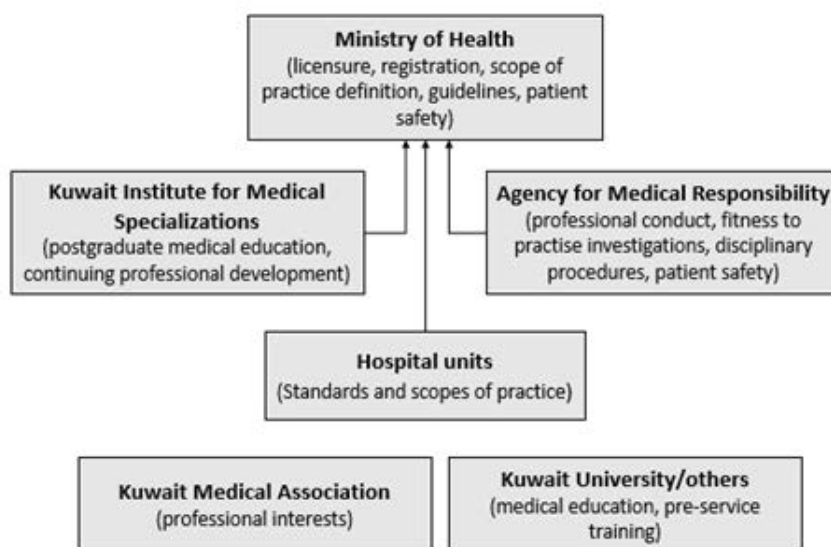 Ministry of Health
(licensure, registration, scope of
practice definition, guidelines, patient
safety)
Kuwait Institute for Medical
Specializations
(postgraduate medical education,
continuing professional development)
Agency for Medical Responsibility
(professional conduct, fitness to
practise investigations, disciplinary
procedures, patient safety)
Hospital units
(Standards and scopes of practice)
Kuwait Medical Association
(professional interests)
Kuwait University/others
(medical education, pre-service
training)